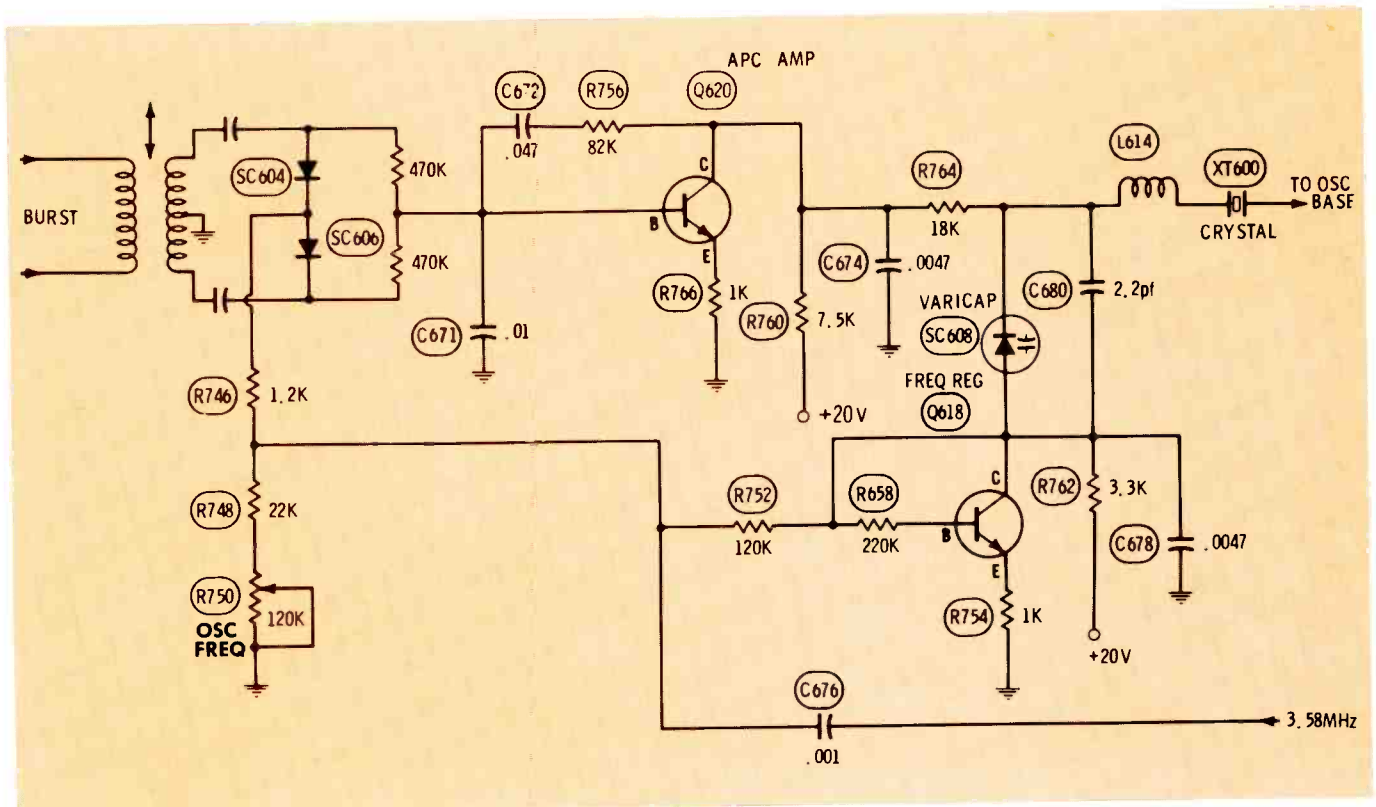 APC AMP
C672
R756
Q620
.047
82K
C
B
E
BURST
SC604
SC606
470K
470K
C671
.01
R766
1K
R760
7.5K
+20V
C674
.0047
R764
18K
L614
XT600
CRYSTAL
TO OSC
BASE
VARICAP
SC608
C680
2.2pf
FREQ REG
Q618
R746
1.2K
R748
22K
R750
120K
OSC
FREQ
R752
120K
R658
220K
C
B
E
R754
1K
R762
3.3K
+20V
C678
.0047
C676
.001
3.58MHz